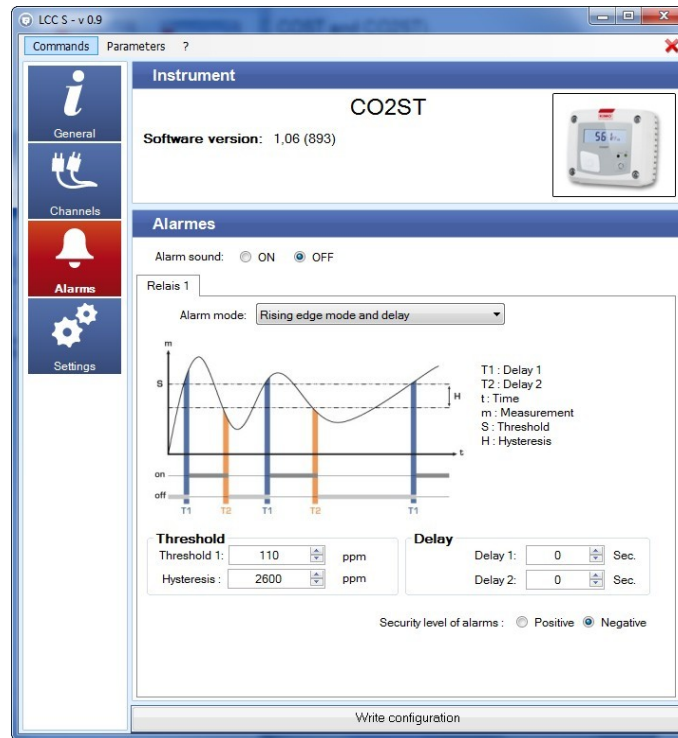 LCC S - v 0.9
Commands Parameters ?
Instrument
CO2ST
Software version: 1,06 (893)
General
Channels
Alarms
Settings
Alarmes
Alarm sound: ON OFF
Relais 1
Alarm mode: Rising edge mode and delay
m
S
H
t
on
off
T1 T2 T1 T2 T1
T1 : Delay 1
T2 : Delay 2
t : Time
m : Measurement
S : Threshold
H : Hysteresis
Threshold
Threshold 1: 110 ppm
Hysteresis : 2600 ppm
Delay
Delay 1: 0 Sec.
Delay 2: 0 Sec.
Security level of alarms : Positive Negative
Write configuration